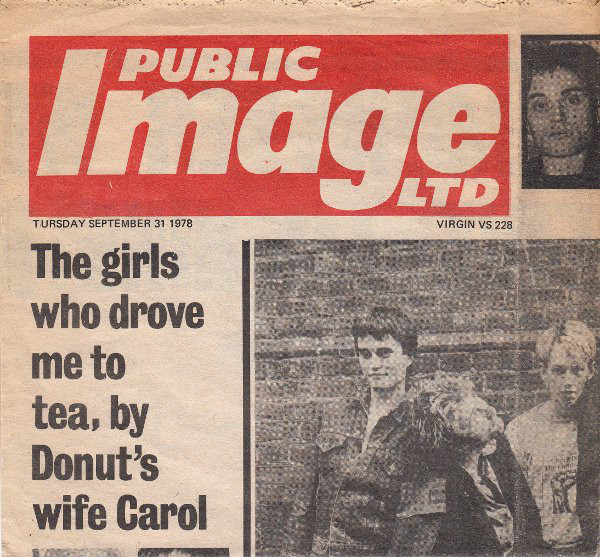 PUBLIC
Image
LTD
TURSDAY SEPTEMBER 31 1978
VIRGIN VS 228
The girls
who drove
me to
tea, by
Donut's
wife Carol